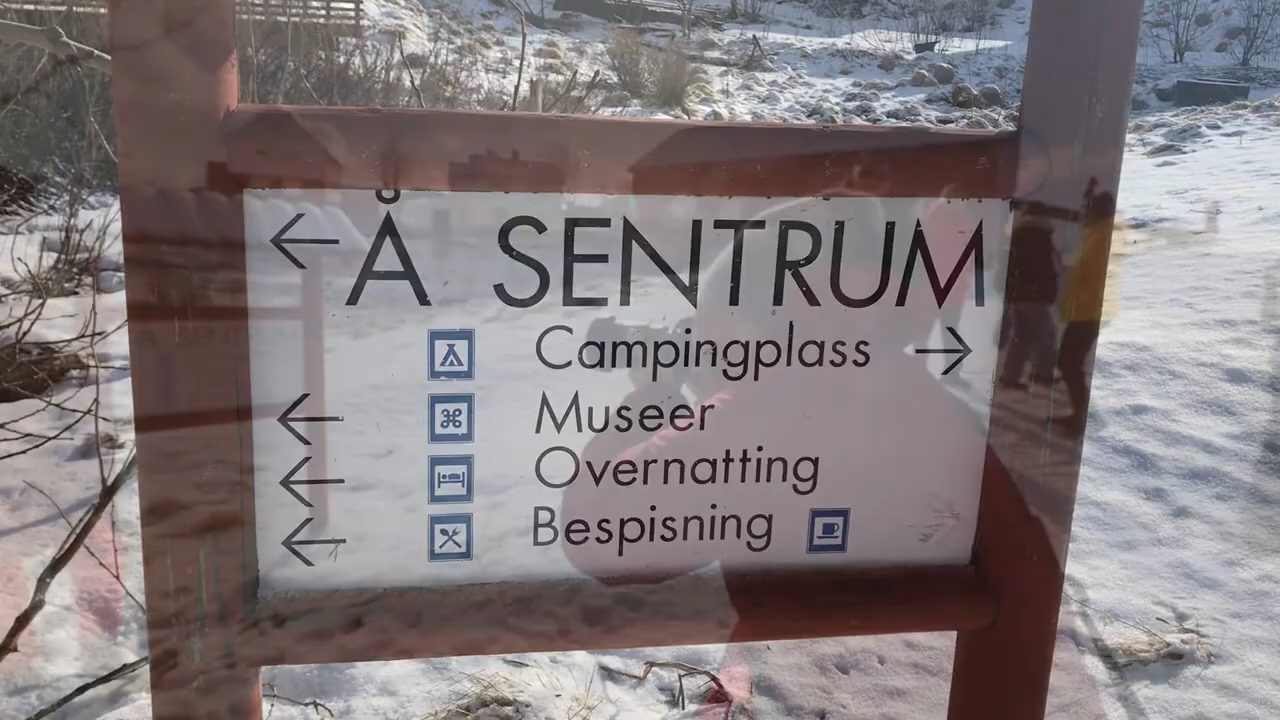 ← Å SENTRUM
Campingplass →
← Museer
← Overnatting
← Bespisning